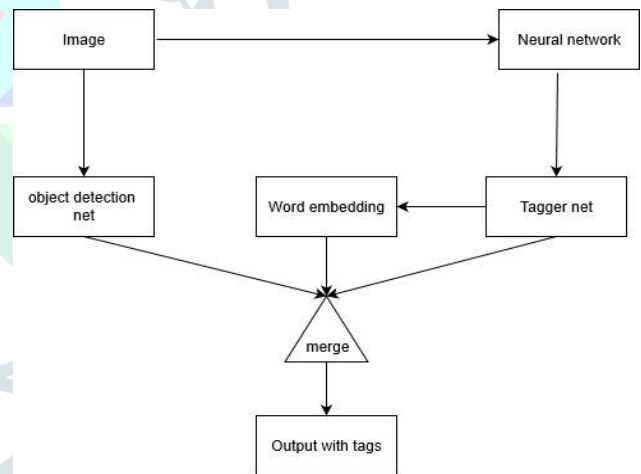 Image
Neural network
object detection
net
Word embedding
Tagger net
merge
Output with tags